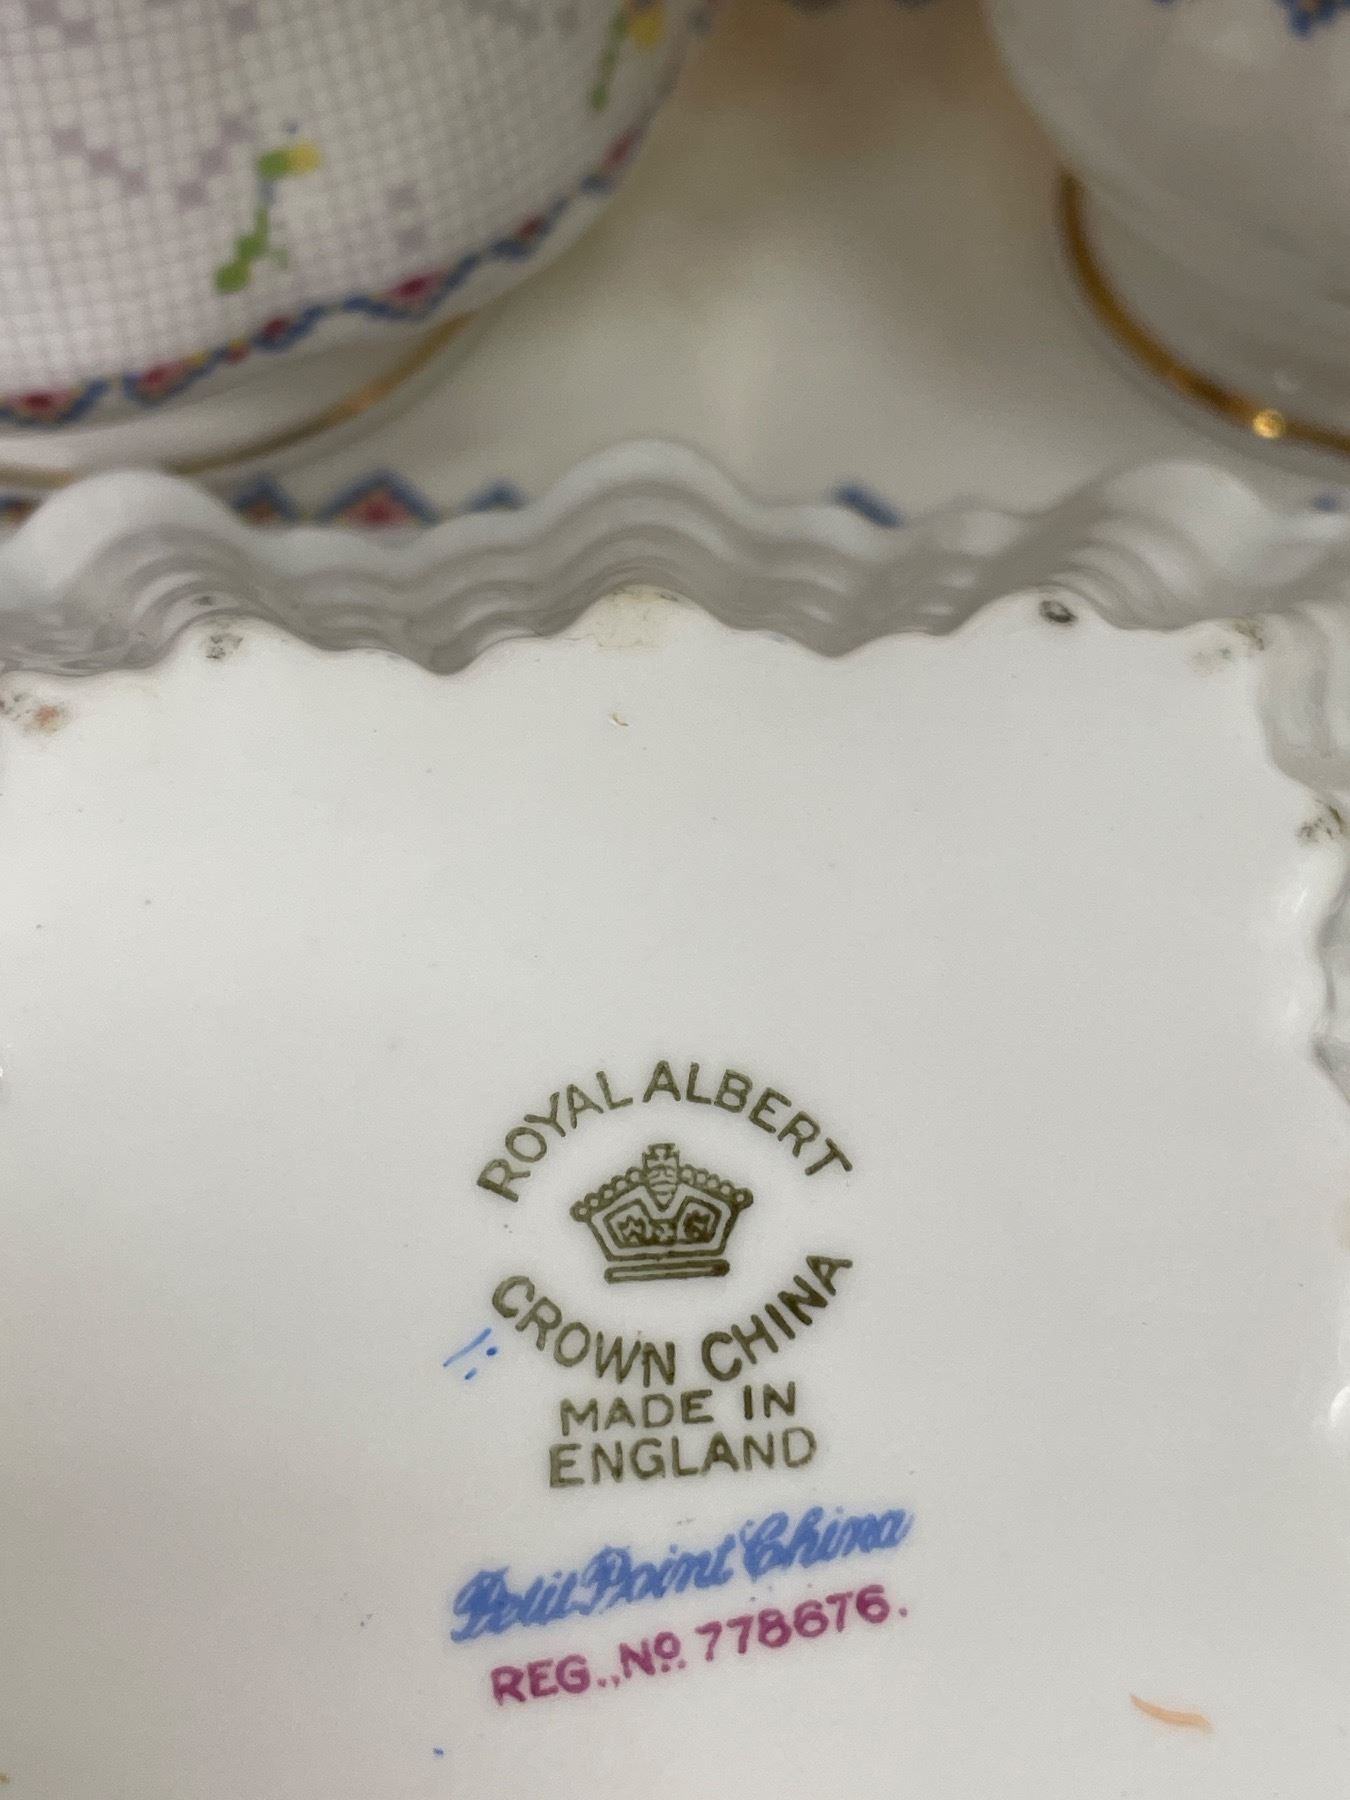 ROYAL ALBERT
CROWN CHINA
MADE IN
ENGLAND
Petit Point China
REG., No. 778676.